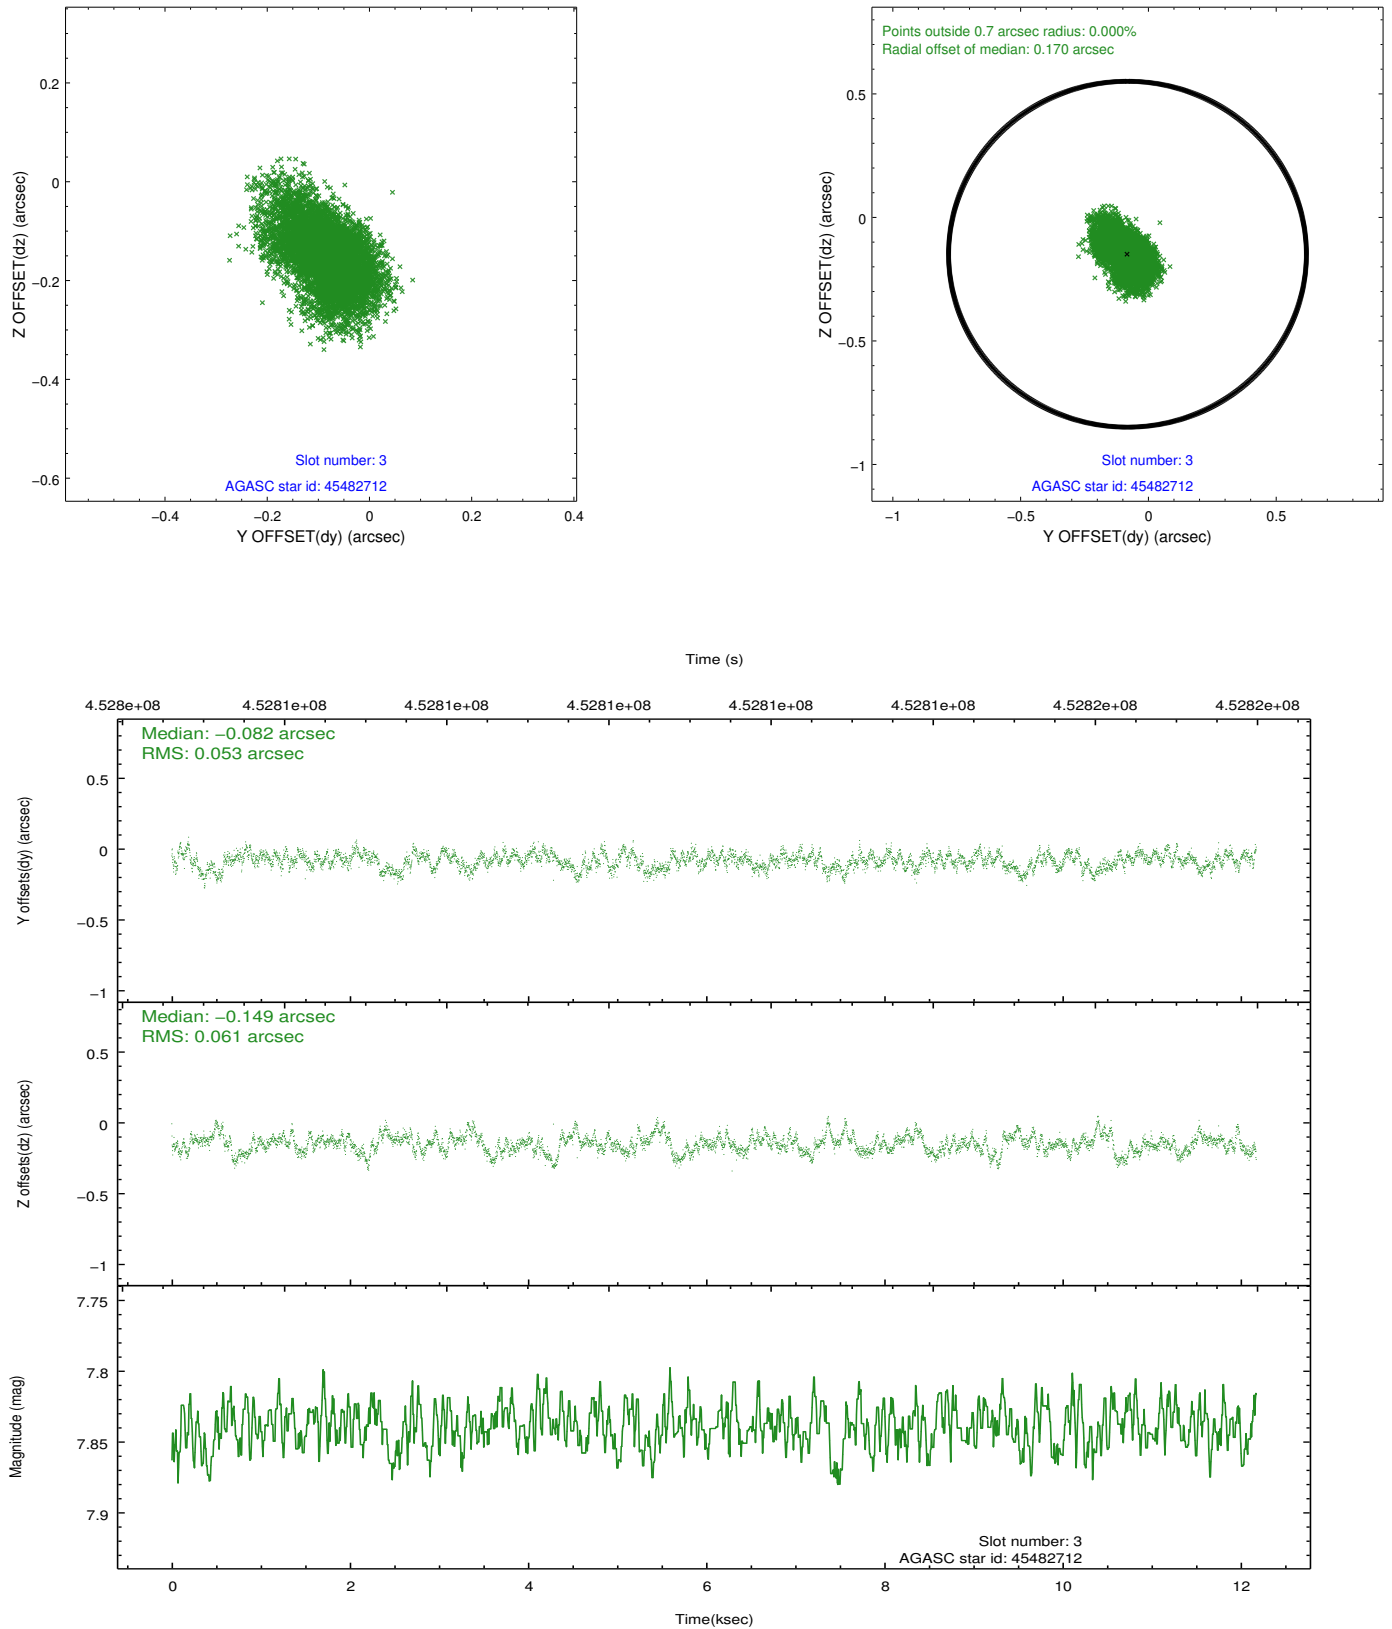 0.2
0
−0.2
−0.4
−0.6
Z OFFSET(dz) (arcsec)
Slot number: 3
AGASC star id: 45482712
−0.4
−0.2
0
0.2
0.4
Y OFFSET(dy) (arcsec)
Points outside 0.7 arcsec radius: 0.000%
Radial offset of median: 0.170 arcsec
0.5
0
−0.5
−1
Z OFFSET(dz) (arcsec)
Slot number: 3
AGASC star id: 45482712
−1
−0.5
0
0.5
Y OFFSET(dy) (arcsec)
Time (s)
4.528e+08
4.5281e+08
4.5281e+08
4.5281e+08
4.5281e+08
4.5281e+08
4.5282e+08
4.5282e+08
Median: −0.082 arcsec
RMS: 0.053 arcsec
0.5
0
−0.5
−1
Y offsets(dy) (arcsec)
Median: −0.149 arcsec
RMS: 0.061 arcsec
0.5
0
−0.5
−1
Z offsets(dz) (arcsec)
7.75
7.8
7.85
7.9
Magnitude (mag)
Slot number: 3
AGASC star id: 45482712
0
2
4
6
8
10
12
Time(ksec)